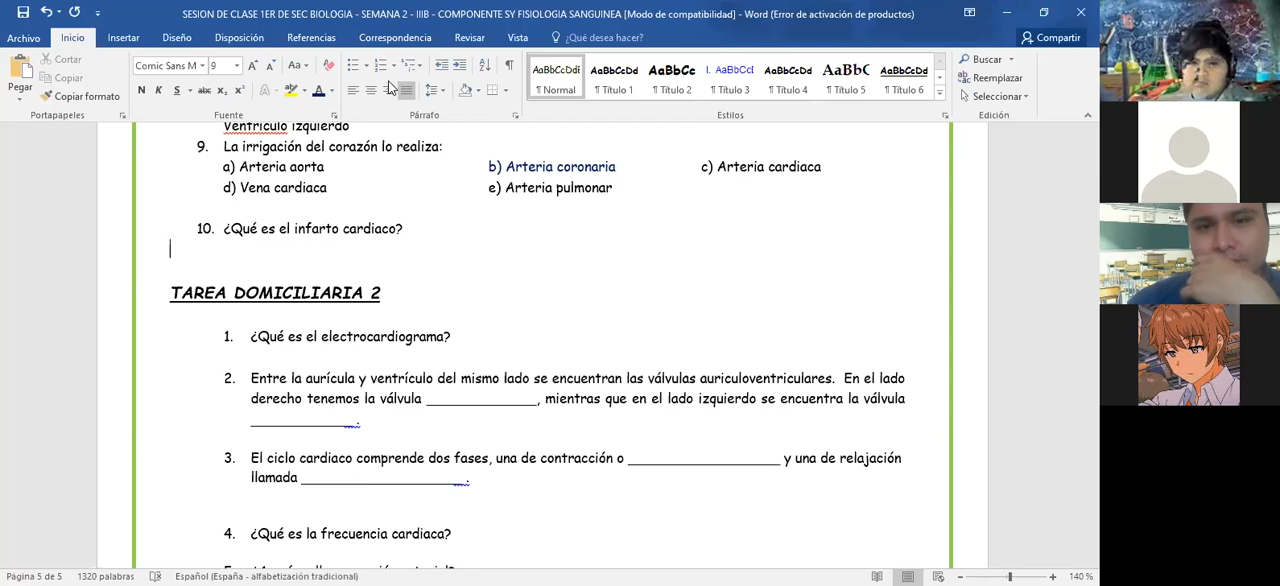 SESION DE CLASE 1ER DE SEC BIOLOGIA - SEMANA 2 - IIIB - COMPONENTE SY FISIOLOGIA SANGUINEA [Modo de compatibilidad] - Word (Error de activación de productos)
Archivo Inicio Insertar Diseño Disposición Referencias Correspondencia Revisar Vista ¿Qué desea hacer? Compartir
Cortar
Copiar
Copiar formato
Pegar
Portapapeles
Comic Sans M 9
N K S abc x₂ x²
Fuente
Párrafo
AaBbCcDdE AaBbCcDd AaBbCc I. AaBbCcI AaBbCcDd AaBbC AaBbCcDd
¶ Normal ¶ Título 1 ¶ Título 2 ¶ Título 3 ¶ Título 4 ¶ Título 5 ¶ Título 6
Estilos
Buscar
Reemplazar
Seleccionar
Edición
Ventrículo izquierdo
9. La irrigación del corazón lo realiza:
a) Arteria aorta b) Arteria coronaria c) Arteria cardiaca
d) Vena cardiaca e) Arteria pulmonar
10. ¿Qué es el infarto cardiaco?
TAREA DOMICILIARIA 2
1. ¿Qué es el electrocardiograma?
2. Entre la aurícula y ventrículo del mismo lado se encuentran las válvulas auriculoventriculares. En el lado
derecho tenemos la válvula ______________, mientras que en el lado izquierdo se encuentra la válvula
______________.
3. El ciclo cardiaco comprende dos fases, una de contracción o ____________________ y una de relajación
llamada _____________________.
4. ¿Qué es la frecuencia cardiaca?
Página 5 de 5 1320 palabras Español (España - alfabetización tradicional) 140 %